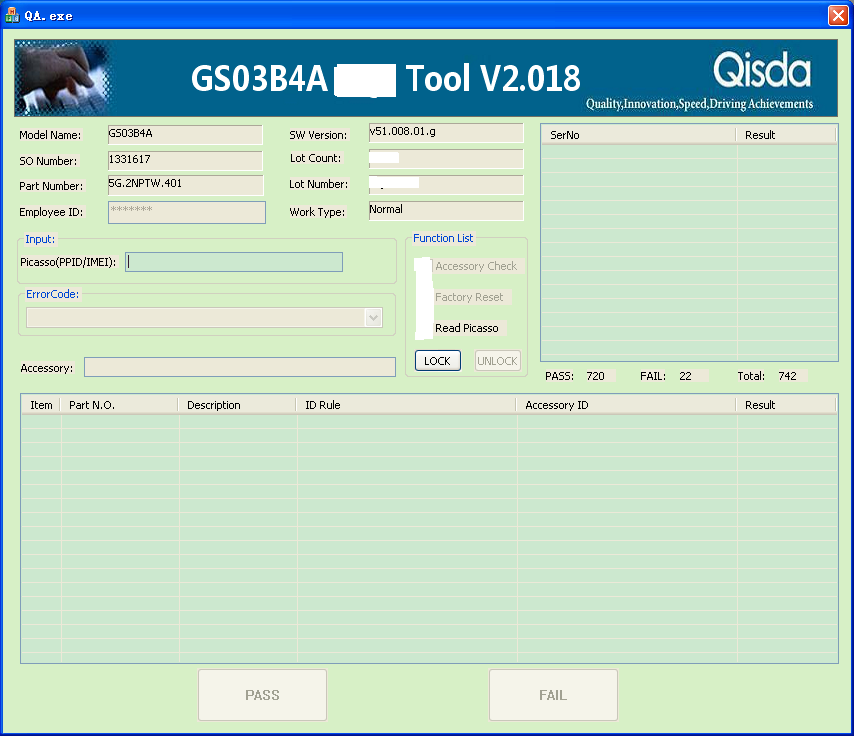 QA.exe
GS03B4A Tool V2.018
Qisda
Quality,Innovation,Speed,Driving Achievements
Model Name: GS03B4A SW Version: v51.008.01.g
SO Number: 1331617 Lot Count:
Part Number: 5G.2NPTW.401 Lot Number:
Employee ID: ******* Work Type: Normal
SerNo Result
Input:
Picasso(PPID/IMEI):
ErrorCode:
Accessory:
Function List
Accessory Check
Factory Reset
Read Picasso
LOCK UNLOCK
PASS: 720 FAIL: 22 Total: 742
Item Part N.O. Description ID Rule Accessory ID Result
PASS FAIL